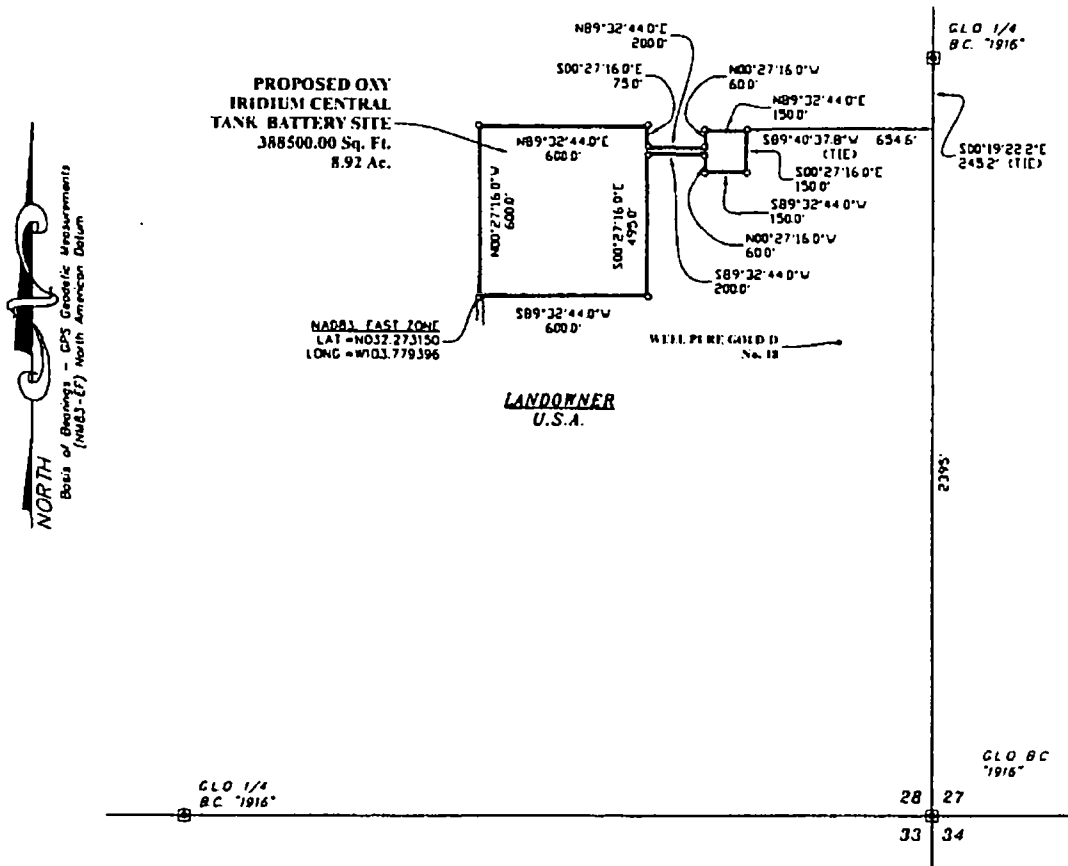 GLO 1/4
B.C. "1916"
N89°32'44.0"E
200.0'
S00°27'16.0"E
75.0'
N00°27'16.0"W
60.0'
N89°32'44.0"E
150.0'
PROPOSED OXY
IRIDIUM CENTRAL
TANK BATTERY SITE
388500.00 Sq. Ft.
8.92 Ac.
N89°32'44.0"E
600.0'
S89°40'37.8"W 654.6'
(TIE)
S00°19'22.2"E
245.2' (TIE)
S00°27'16.0"E
150.0'
S89°32'44.0"W
150.0'
N00°27'16.0"W
600.0'
S00°27'16.0"E
495.0'
N00°27'16.0"W
60.0'
S89°32'44.0"W
200.0'
S89°32'44.0"W
600.0'
NAD83, EAST ZONE
LAT =N032.273150
LONG =W103.779396
WELL PURE GOLD D
No. 18
LANDOWNER
U.S.A.
NORTH
Basis of Bearings - GPS Geodetic Measurements
(NM83-EF) North American Datum
2395'
GLO 1/4
B.C. "1916"
GLO BC
"1916"
28 27
33 34